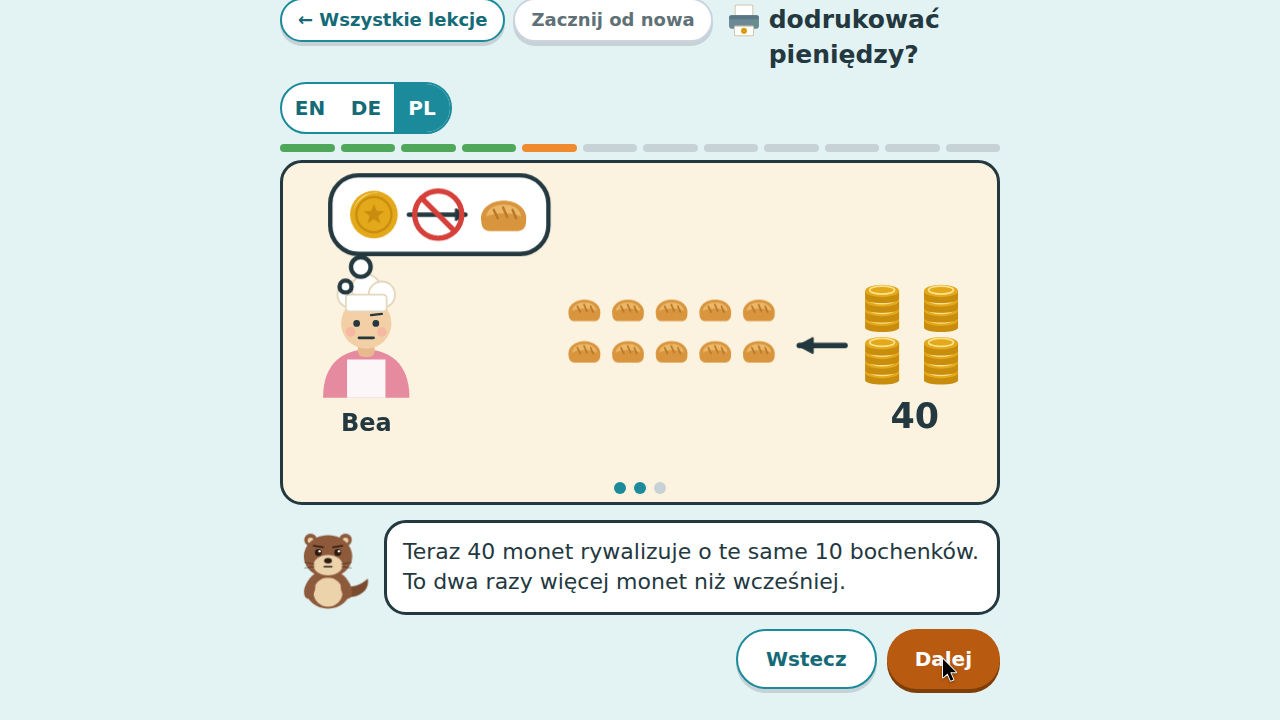 ← Wszystkie lekcje
Zacznij od nowa
dodrukować
pieniędzy?
EN DE PL
Bea
40
Teraz 40 monet rywalizuje o te same 10 bochenków.
To dwa razy więcej monet niż wcześniej.
Wstecz
Dalej